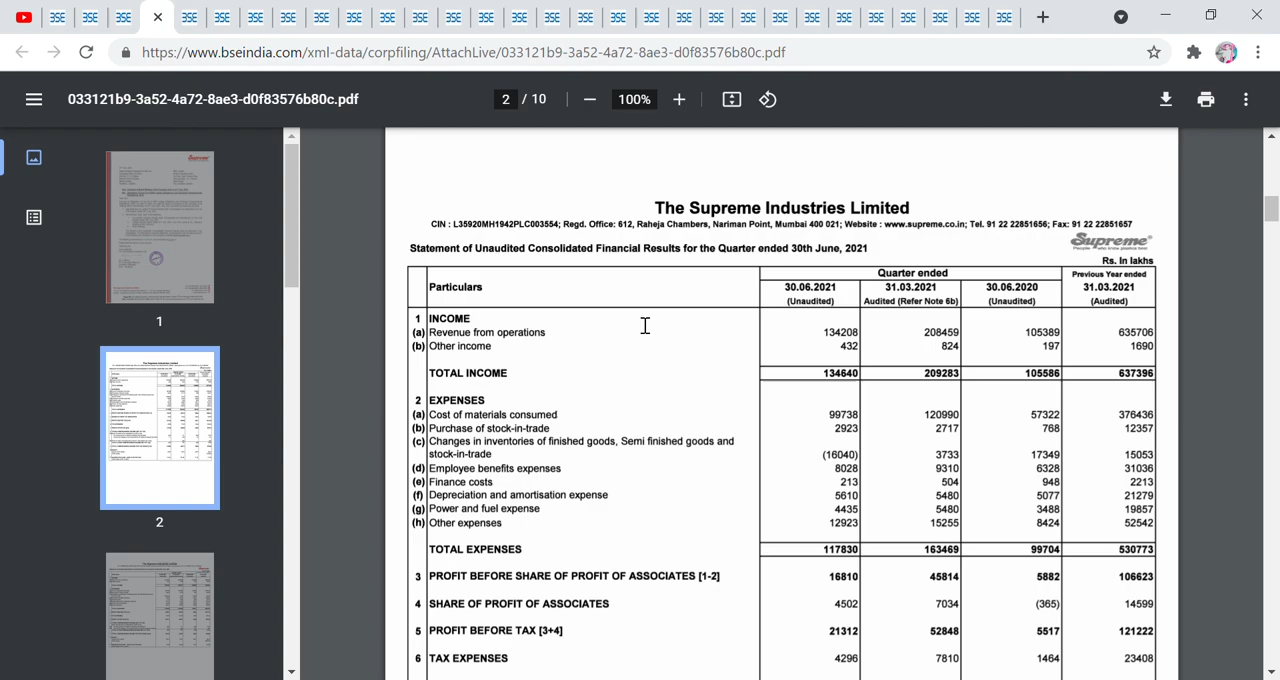 https://www.bseindia.com/xml-data/corpfiling/AttachLive/033121b9-3a52-4a72-8ae3-d0f83576b80c.pdf
033121b9-3a52-4a72-8ae3-d0f83576b80c.pdf 2 / 10 100%
The Supreme Industries Limited
CIN : L35920MH1942PLC003554; Regd. Office: 612, Raheja Chambers, Nariman Point, Mumbai 400 021; Website : www.supreme.co.in; Tel. 91 22 22851656; Fax: 91 22 22851657
Supreme
People who know plastics best
Statement of Unaudited Consolidated Financial Results for the Quarter ended 30th June, 2021
Rs. In lakhs
Particulars Quarter ended Previous Year ended
30.06.2021 31.03.2021 30.06.2020 31.03.2021
(Unaudited) Audited (Refer Note 6b) (Unaudited) (Audited)
1 INCOME
(a) Revenue from operations 134208 208459 105389 635706
(b) Other income 432 824 197 1690
TOTAL INCOME 134640 209283 105586 637396
2 EXPENSES
(a) Cost of materials consumed 99738 120990 57322 376436
(b) Purchase of stock-in-trade 2923 2717 768 12357
(c) Changes in inventories of finished goods, Semi finished goods and
stock-in-trade (16040) 3733 17349 15053
(d) Employee benefits expenses 8028 9310 6328 31036
(e) Finance costs 213 504 948 2213
(f) Depreciation and amortisation expense 5610 5480 5077 21279
(g) Power and fuel expense 4435 5480 3488 19857
(h) Other expenses 12923 15255 8424 52542
TOTAL EXPENSES 117830 163469 99704 530773
3 PROFIT BEFORE SHARE OF PROFIT OF ASSOCIATES [1-2] 16810 45814 5882 106623
4 SHARE OF PROFIT OF ASSOCIATES 4502 7034 (365) 14599
5 PROFIT BEFORE TAX [3+4] 21312 52848 5517 121222
6 TAX EXPENSES 4296 7810 1464 23408
1
2